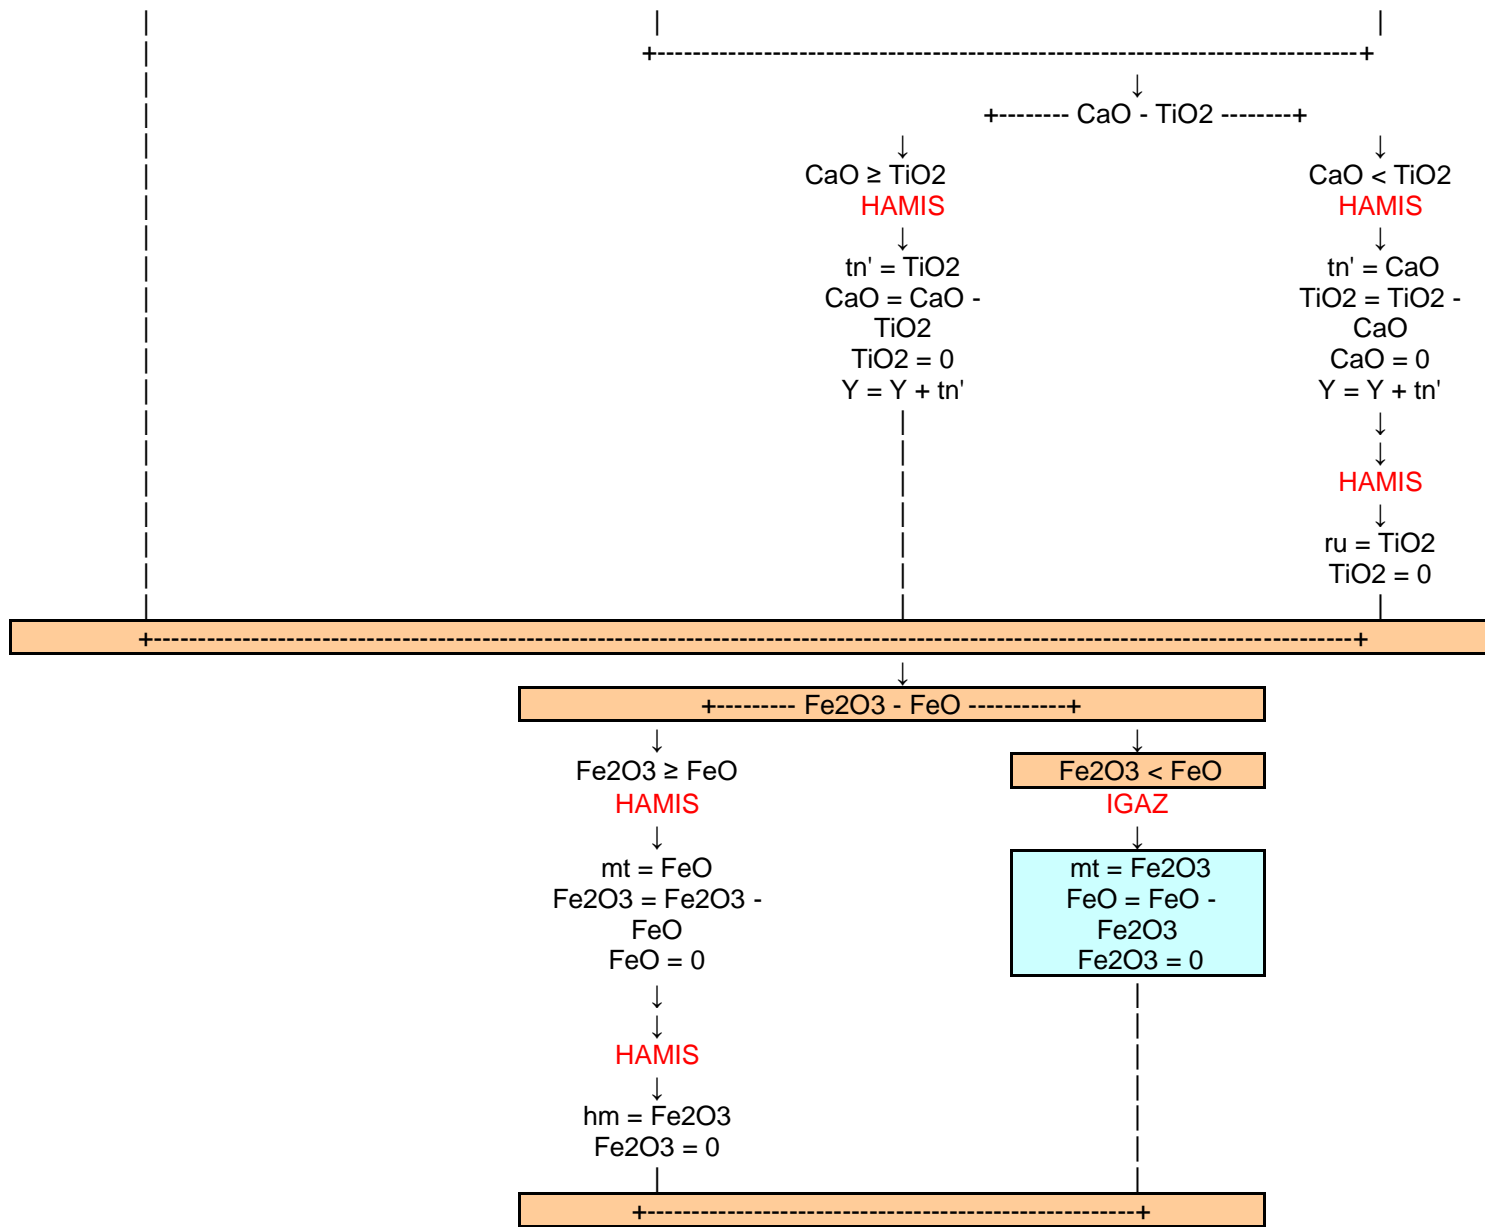 +--------------------------------------------------------------------------------+
↓
+-------- CaO - TiO2 --------+
↓ ↓
CaO ≥ TiO2 CaO < TiO2
HAMIS HAMIS
↓ ↓
tn' = TiO2 tn' = CaO
CaO = CaO - TiO2 = TiO2 -
TiO2 CaO
TiO2 = 0 CaO = 0
Y = Y + tn' Y = Y + tn'
↓
↓
HAMIS
↓
ru = TiO2
TiO2 = 0
+----------------------------------------------------------------------------------------------------------------------------------------+
↓
+--------- Fe2O3 - FeO -----------+
↓ ↓
Fe2O3 ≥ FeO Fe2O3 < FeO
HAMIS IGAZ
↓ ↓
mt = FeO mt = Fe2O3
Fe2O3 = Fe2O3 - FeO = FeO -
FeO Fe2O3
FeO = 0 Fe2O3 = 0
↓
↓
HAMIS
↓
hm = Fe2O3
Fe2O3 = 0
+--------------------------------------------------------+